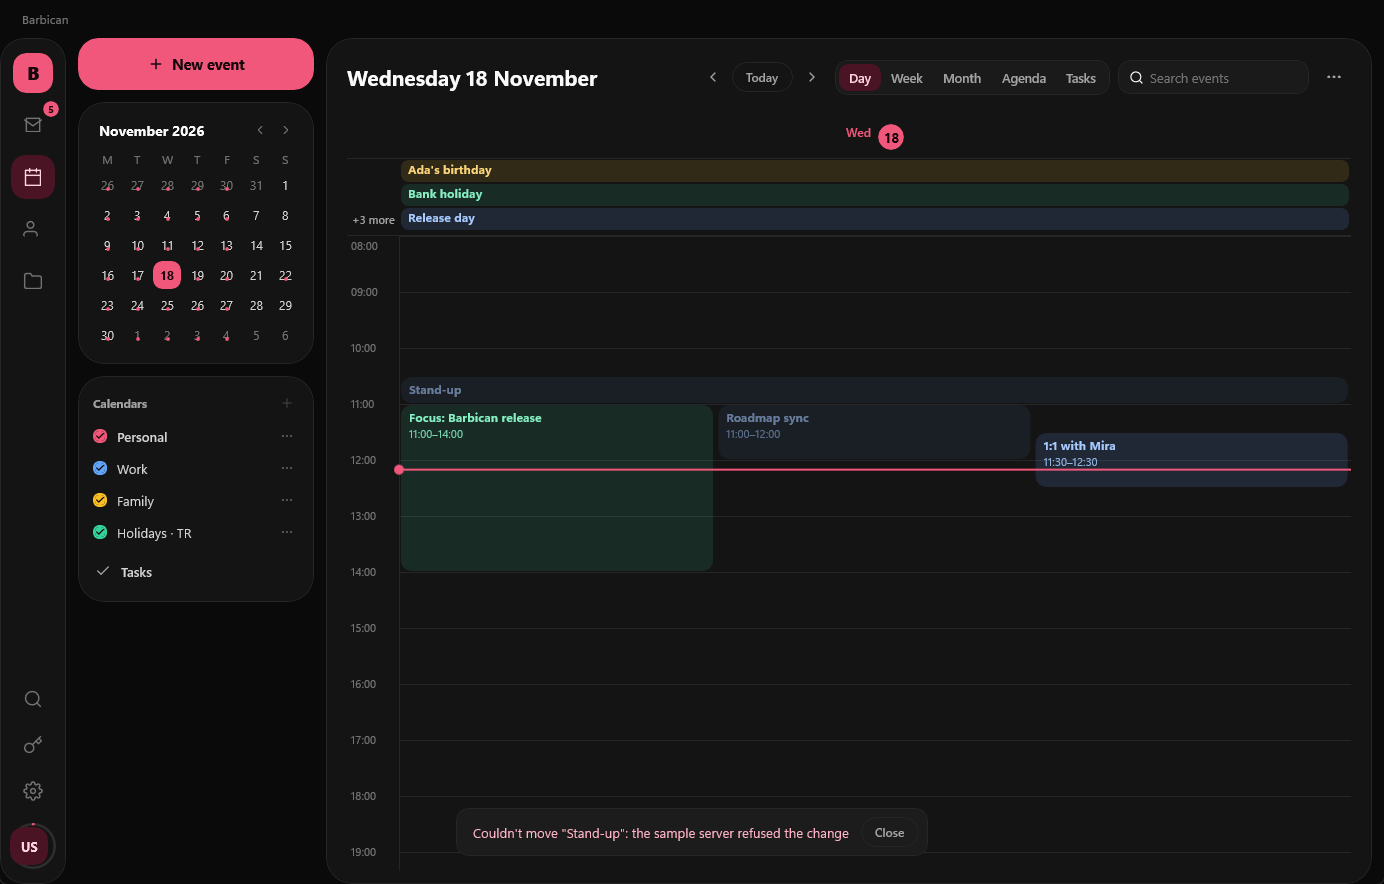 Barbican
B
5
US
+ New event
November 2026
M T W T F S S
26 27 28 29 30 31 1
2 3 4 5 6 7 8
9 10 11 12 13 14 15
16 17 18 19 20 21 22
23 24 25 26 27 28 29
30 1 2 3 4 5 6
Calendars
Personal
Work
Family
Holidays · TR
Tasks
Wednesday 18 November
Today
Day Week Month Agenda Tasks
Search events
Wed 18
Ada's birthday
Bank holiday
+3 more
Release day
08:00
09:00
10:00
Stand-up
11:00
Focus: Barbican release
11:00–14:00
Roadmap sync
11:00–12:00
1:1 with Mira
11:30–12:30
12:00
13:00
14:00
15:00
16:00
17:00
18:00
Couldn't move "Stand-up": the sample server refused the change
Close
19:00